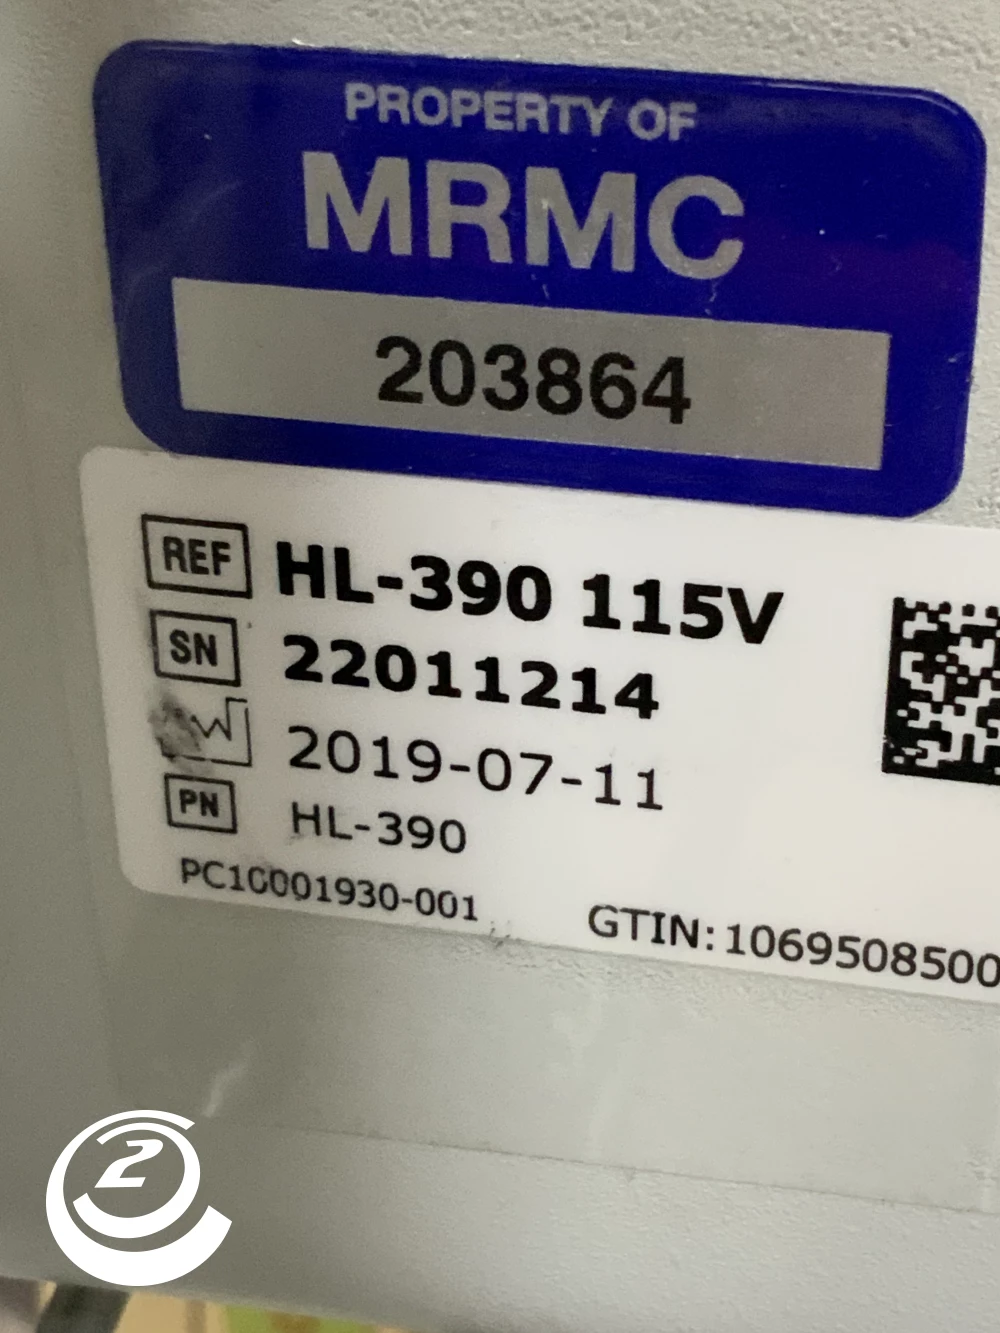 PROPERTY OF
MRMC
203864
REF HL-390 115V
SN 22011214
2019-07-11
PN HL-390
PC10001930-001
GTIN: 1069508500
2